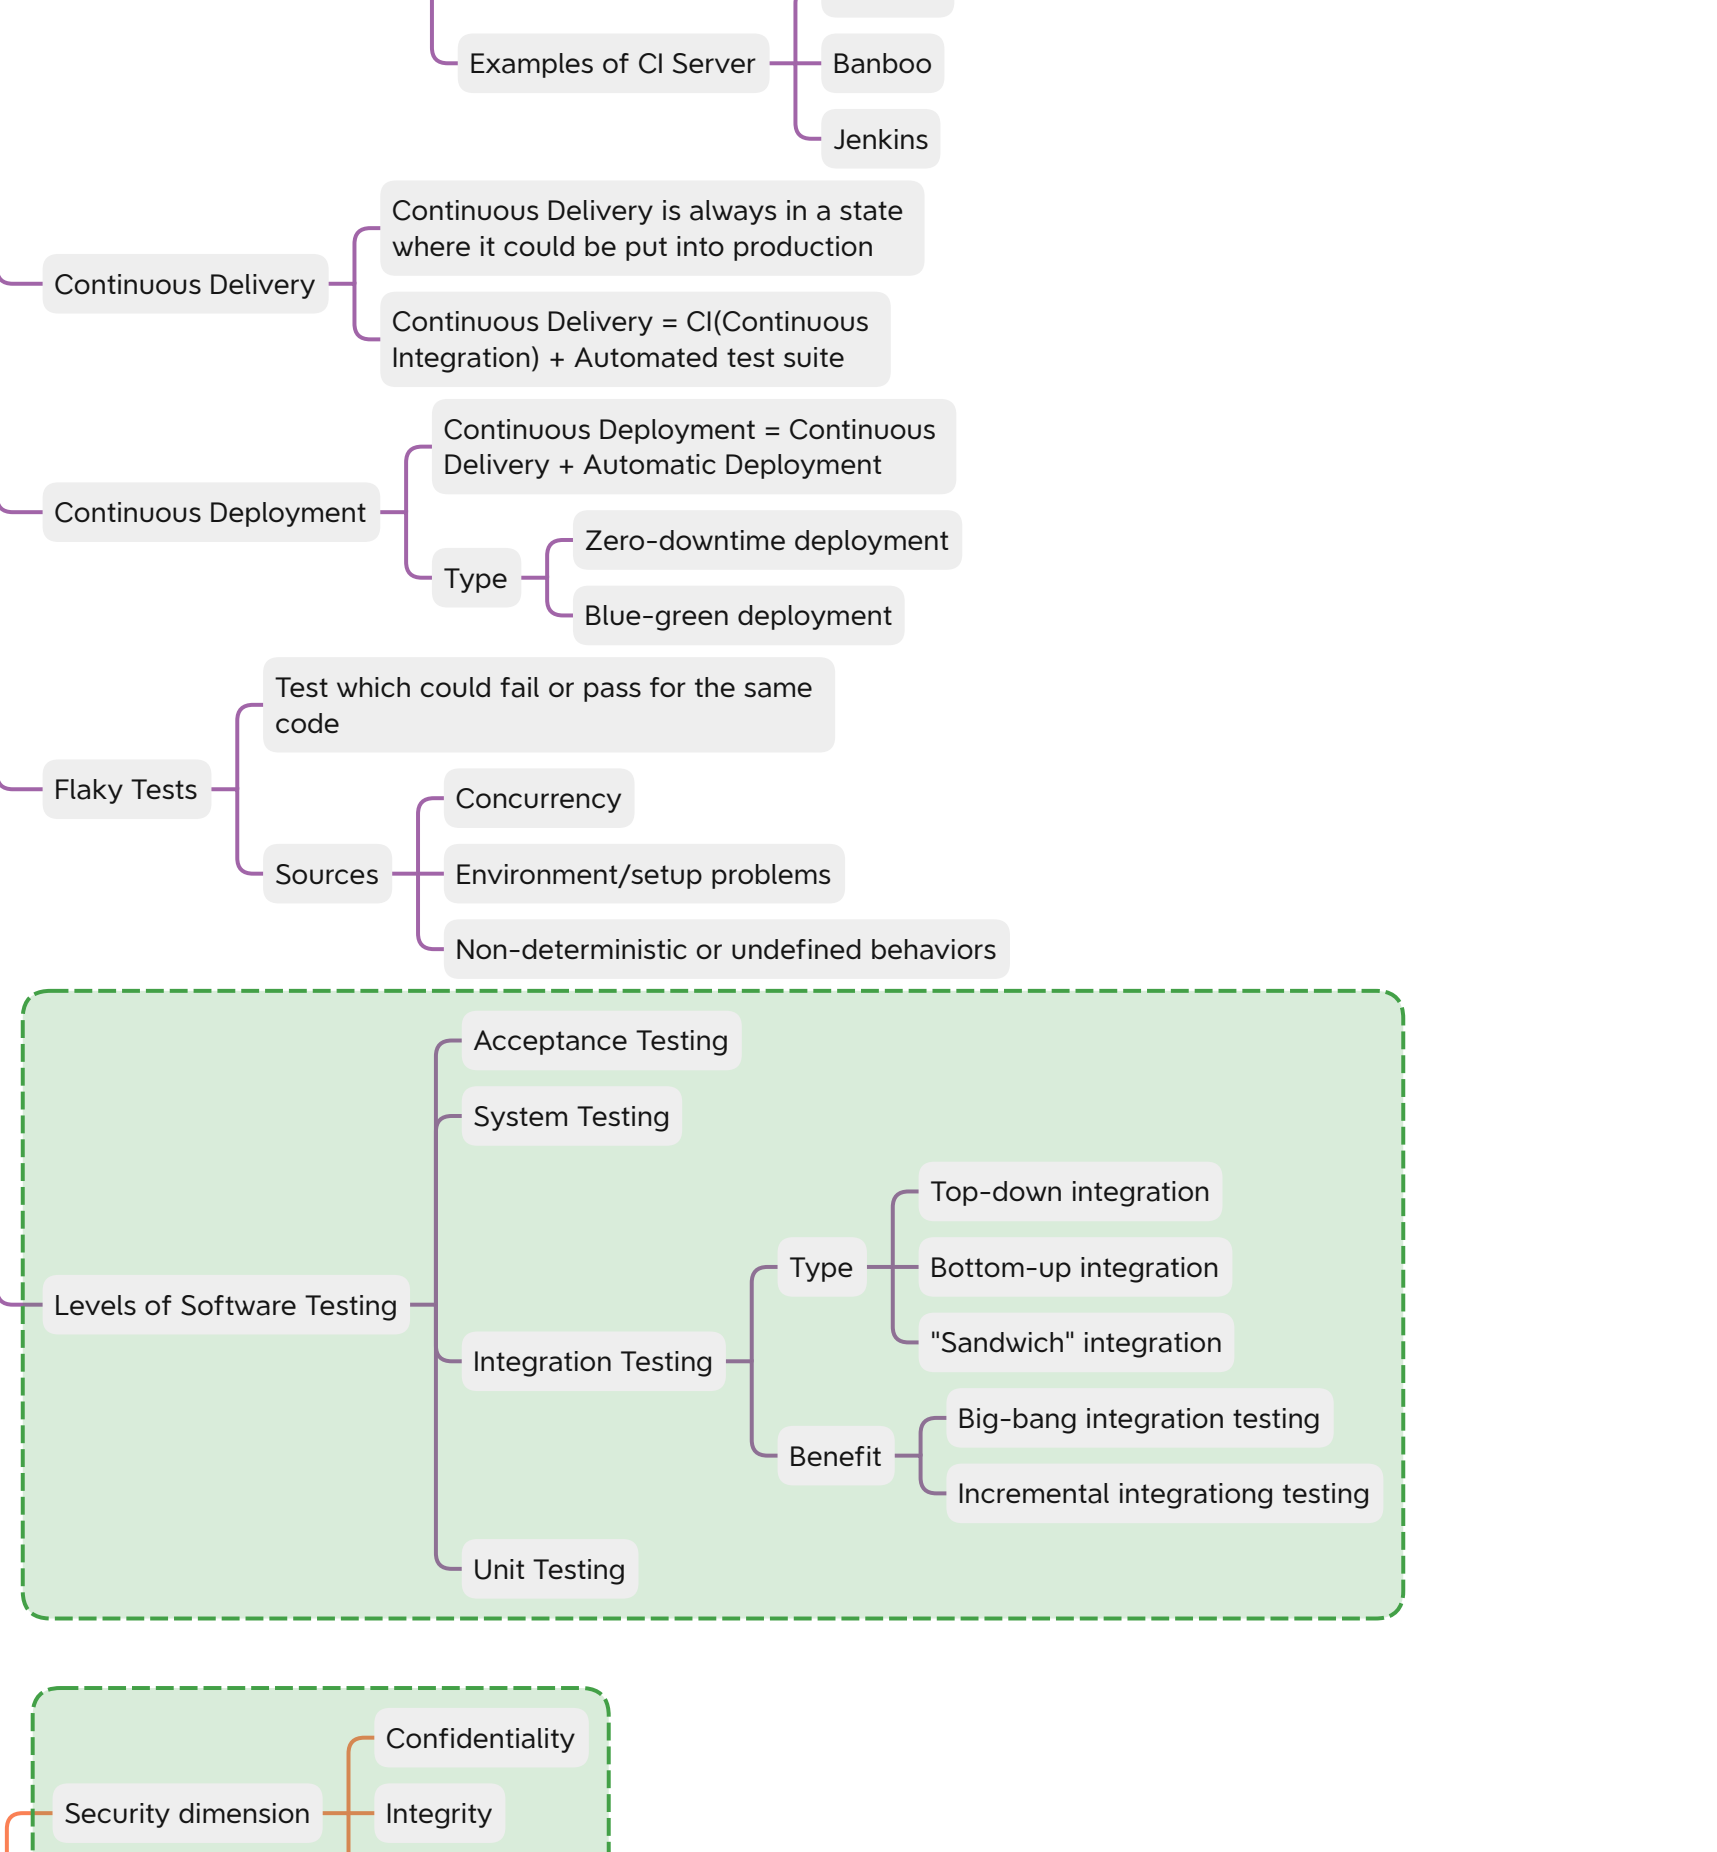 Examples of CI Server
Banboo
Jenkins
Continuous Delivery
Continuous Delivery is always in a state
where it could be put into production
Continuous Delivery = CI(Continuous
Integration) + Automated test suite
Continuous Deployment
Continuous Deployment = Continuous
Delivery + Automatic Deployment
Type
Zero-downtime deployment
Blue-green deployment
Flaky Tests
Test which could fail or pass for the same
code
Sources
Concurrency
Environment/setup problems
Non-deterministic or undefined behaviors
Levels of Software Testing
Acceptance Testing
System Testing
Integration Testing
Type
Top-down integration
Bottom-up integration
"Sandwich" integration
Benefit
Big-bang integration testing
Incremental integrationg testing
Unit Testing
Security dimension
Confidentiality
Integrity